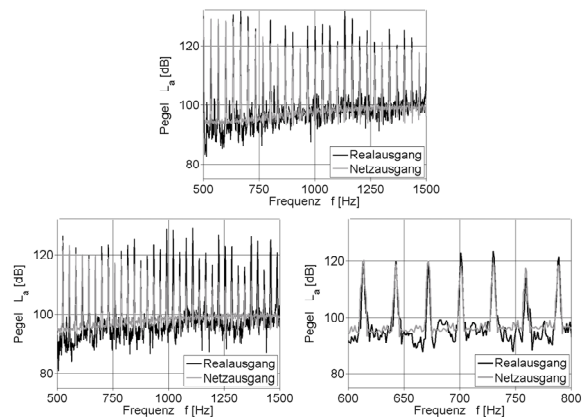 120
100
80
Pegel L_a [dB]
Realausgang
Netzausgang
500 750 1000 1250 1500
Frequenz f [Hz]
120
100
80
Pegel L_a [dB]
Realausgang
Netzausgang
500 750 1000 1250 1500
Frequenz f [Hz]
120
100
80
Pegel L_a [dB]
Realausgang
Netzausgang
600 650 700 750 800
Frequenz f [Hz]